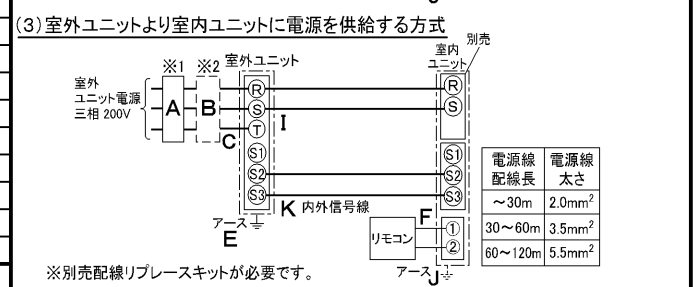 (3)室外ユニットより室内ユニットに電源を供給する方式
※1 ※2 室外ユニット
室内
ユニット
別売
室外
ユニット電源
三相 200V
A
B
C
R
S
T
S1
S2
S3
I
R
S
S1
S2
S3
K 内外信号線
アース
E
リモコン
F
①
②
アース
J
電源線
配線長
電源線
太さ
～30m 2.0mm²
30～60m 3.5mm²
60～120m 5.5mm²
※別売配線リプレースキットが必要です。